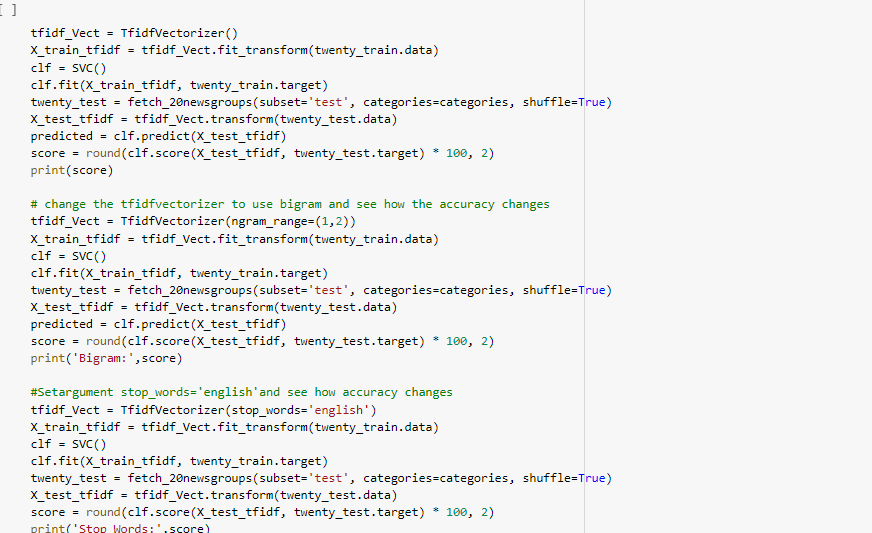 [ ]
tfidf_Vect = TfidfVectorizer()
X_train_tfidf = tfidf_Vect.fit_transform(twenty_train.data)
clf = SVC()
clf.fit(X_train_tfidf, twenty_train.target)
twenty_test = fetch_20newsgroups(subset='test', categories=categories, shuffle=True)
X_test_tfidf = tfidf_Vect.transform(twenty_test.data)
predicted = clf.predict(X_test_tfidf)
score = round(clf.score(X_test_tfidf, twenty_test.target) * 100, 2)
print(score)
# change the tfidfvectorizer to use bigram and see how the accuracy changes
tfidf_Vect = TfidfVectorizer(ngram_range=(1,2))
X_train_tfidf = tfidf_Vect.fit_transform(twenty_train.data)
clf = SVC()
clf.fit(X_train_tfidf, twenty_train.target)
twenty_test = fetch_20newsgroups(subset='test', categories=categories, shuffle=True)
X_test_tfidf = tfidf_Vect.transform(twenty_test.data)
predicted = clf.predict(X_test_tfidf)
score = round(clf.score(X_test_tfidf, twenty_test.target) * 100, 2)
print('Bigram:',score)
#Setargument stop_words='english'and see how accuracy changes
tfidf_Vect = TfidfVectorizer(stop_words='english')
X_train_tfidf = tfidf_Vect.fit_transform(twenty_train.data)
clf = SVC()
clf.fit(X_train_tfidf, twenty_train.target)
twenty_test = fetch_20newsgroups(subset='test', categories=categories, shuffle=True)
X_test_tfidf = tfidf_Vect.transform(twenty_test.data)
score = round(clf.score(X_test_tfidf, twenty_test.target) * 100, 2)
print('Stop Words:',score)